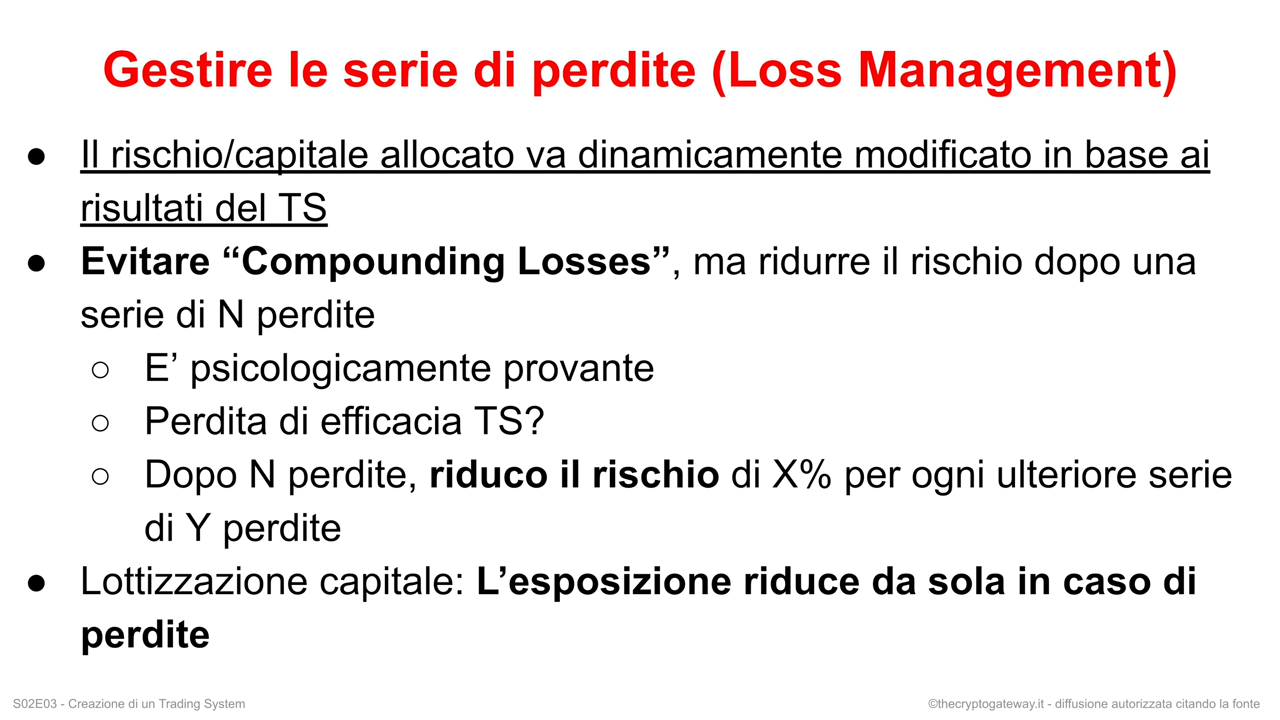 Gestire le serie di perdite (Loss Management)
● Il rischio/capitale allocato va dinamicamente modificato in base ai
risultati del TS
● Evitare “Compounding Losses”, ma ridurre il rischio dopo una
serie di N perdite
○ E’ psicologicamente provante
○ Perdita di efficacia TS?
○ Dopo N perdite, riduco il rischio di X% per ogni ulteriore serie
di Y perdite
● Lottizzazione capitale: L’esposizione riduce da sola in caso di
perdite
S02E03 - Creazione di un Trading System
©thecryptogateway.it - diffusione autorizzata citando la fonte